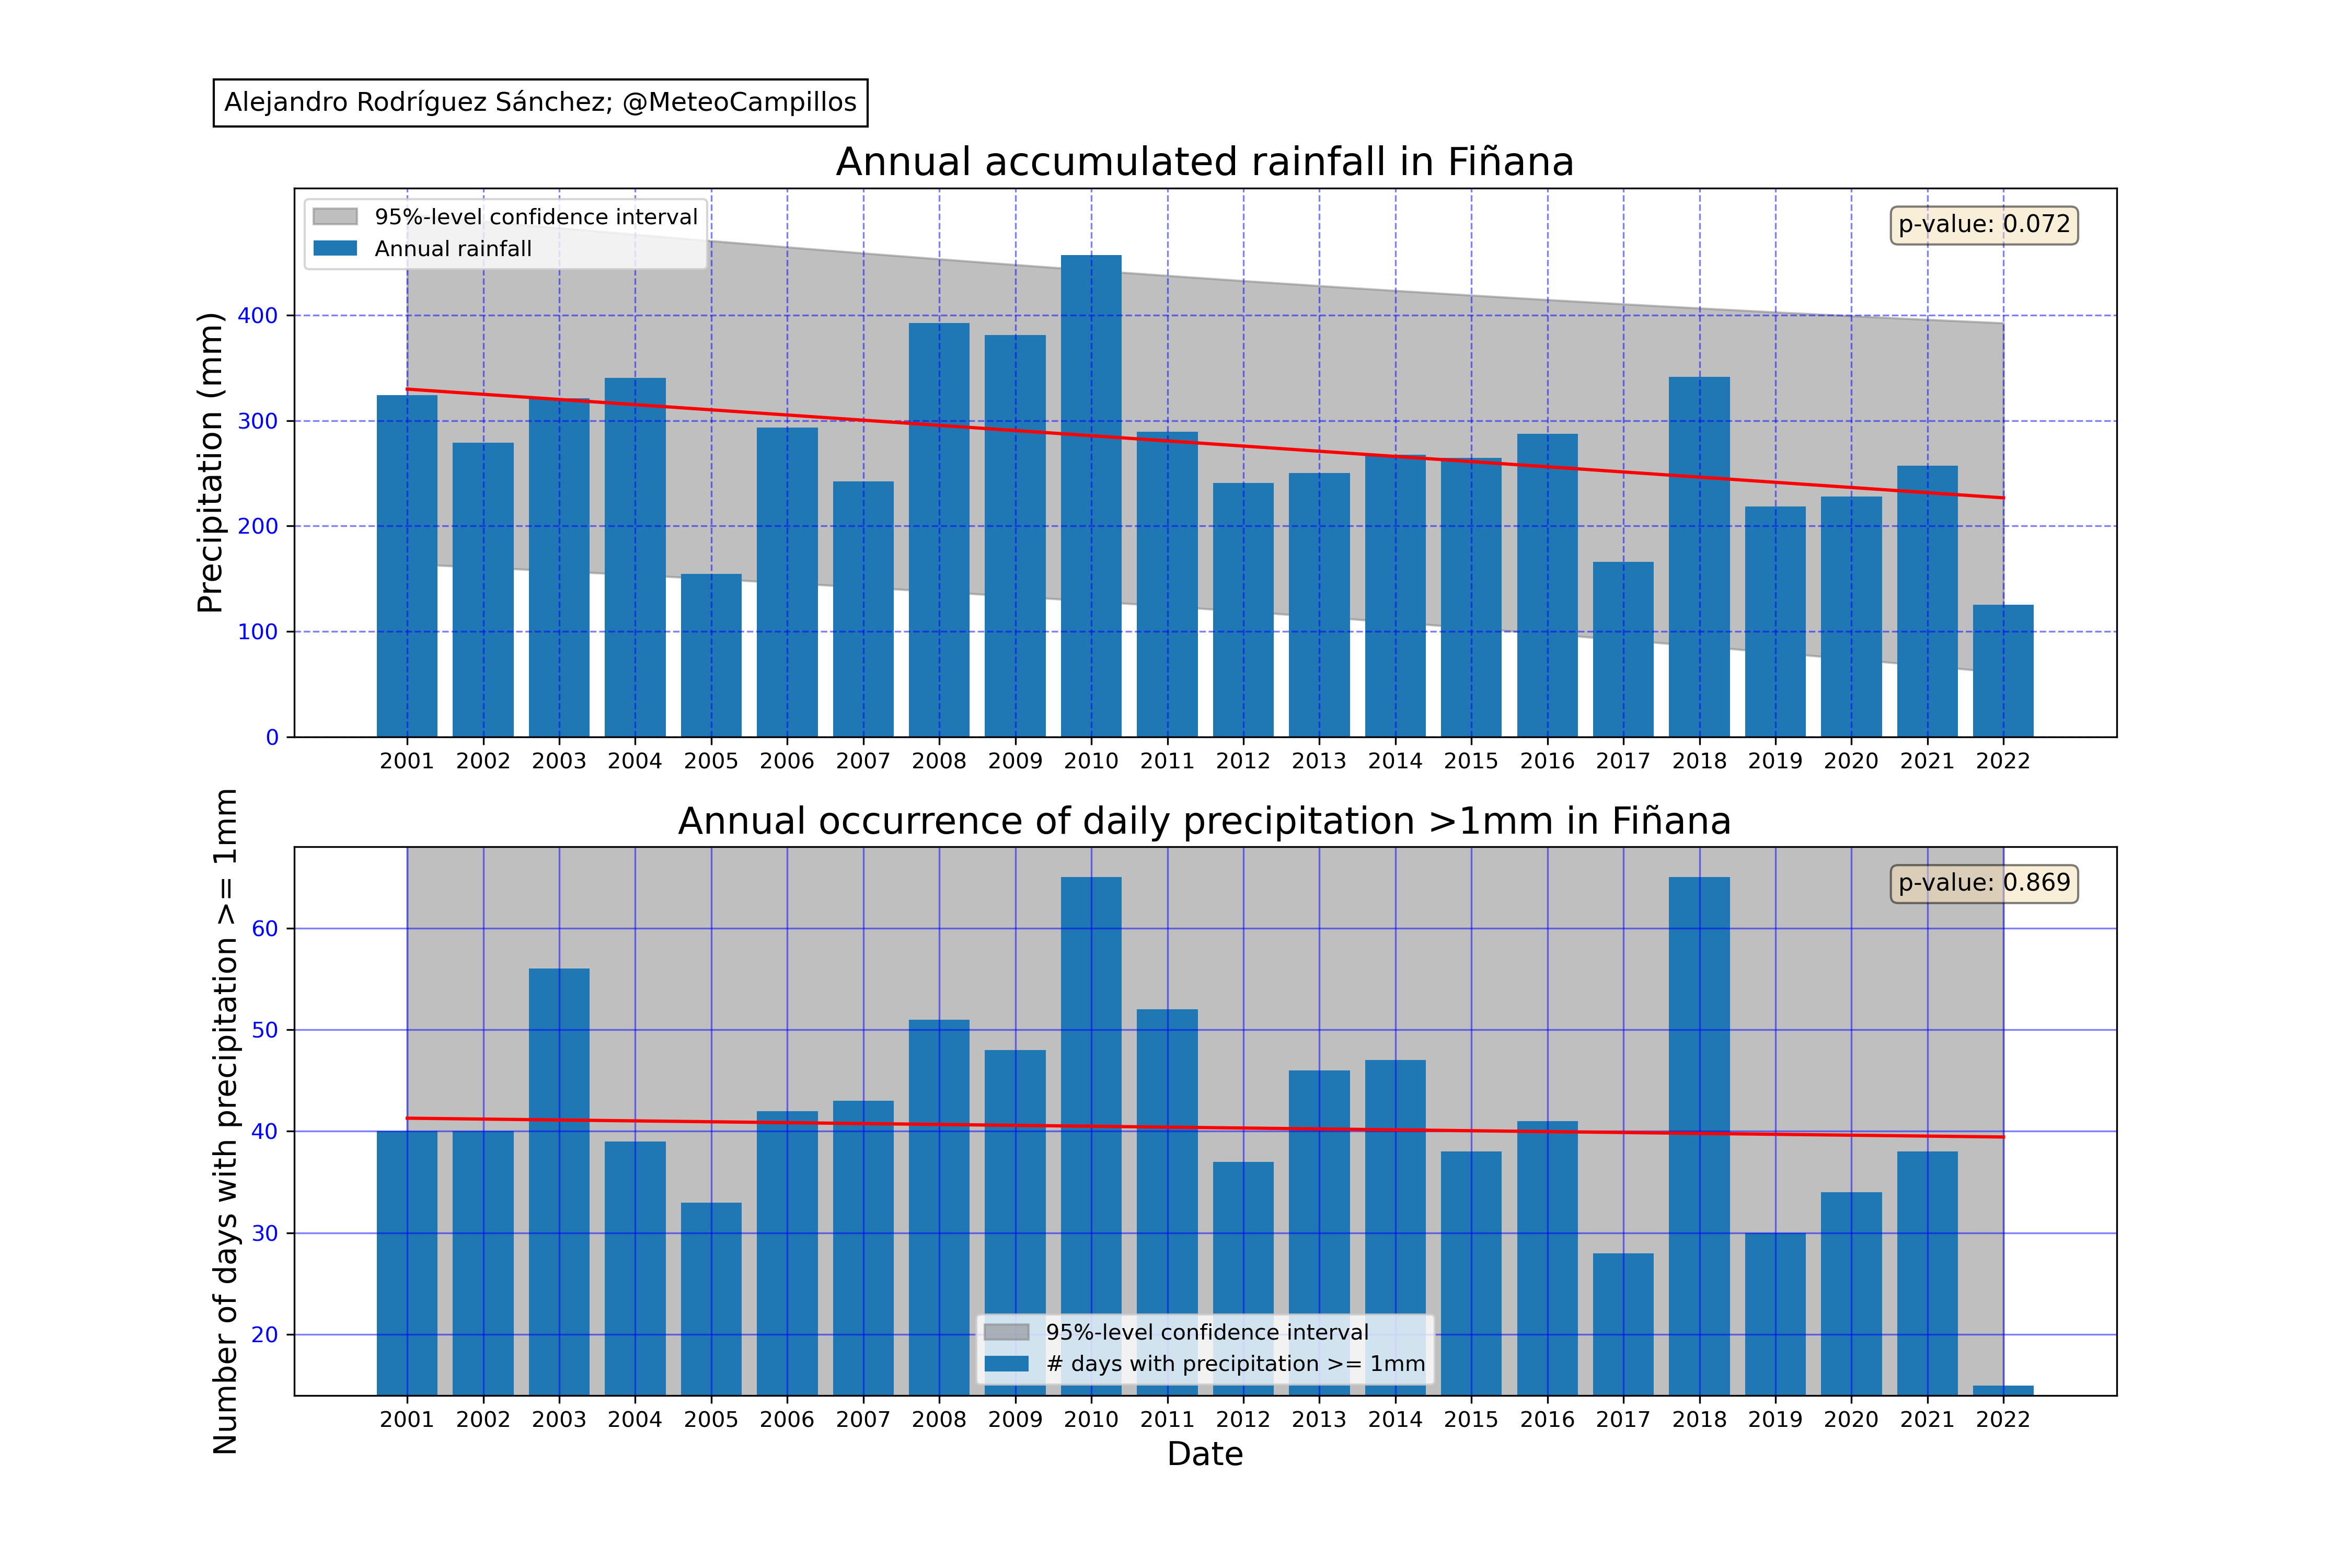 Alejandro Rodríguez Sánchez; @MeteoCampillos
Annual accumulated rainfall in Fiñana
95%-level confidence interval
Annual rainfall
p-value: 0.072
Precipitation (mm)
400
300
200
100
0
2001 2002 2003 2004 2005 2006 2007 2008 2009 2010 2011 2012 2013 2014 2015 2016 2017 2018 2019 2020 2021 2022
Annual occurrence of daily precipitation >1mm in Fiñana
p-value: 0.869
Number of days with precipitation >= 1mm
60
50
40
30
20
95%-level confidence interval
# days with precipitation >= 1mm
2001 2002 2003 2004 2005 2006 2007 2008 2009 2010 2011 2012 2013 2014 2015 2016 2017 2018 2019 2020 2021 2022
Date